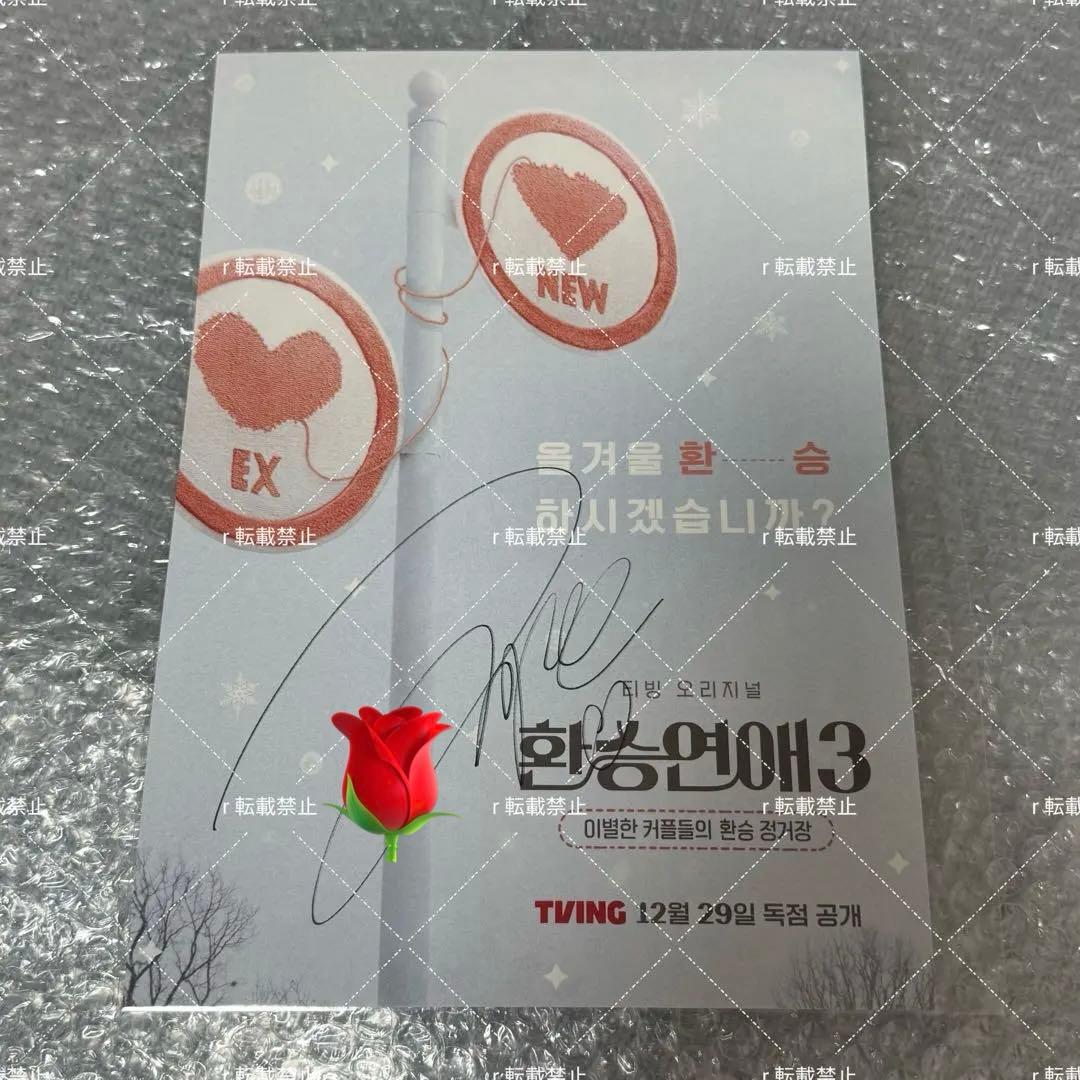 NEW
EX
올겨울 환 승
하시겠습니까?
티빙 오리지널
환승연애3
이별한 커플들의 환승 정거장
TVING 12월 29일 독점 공개
r 転載禁止